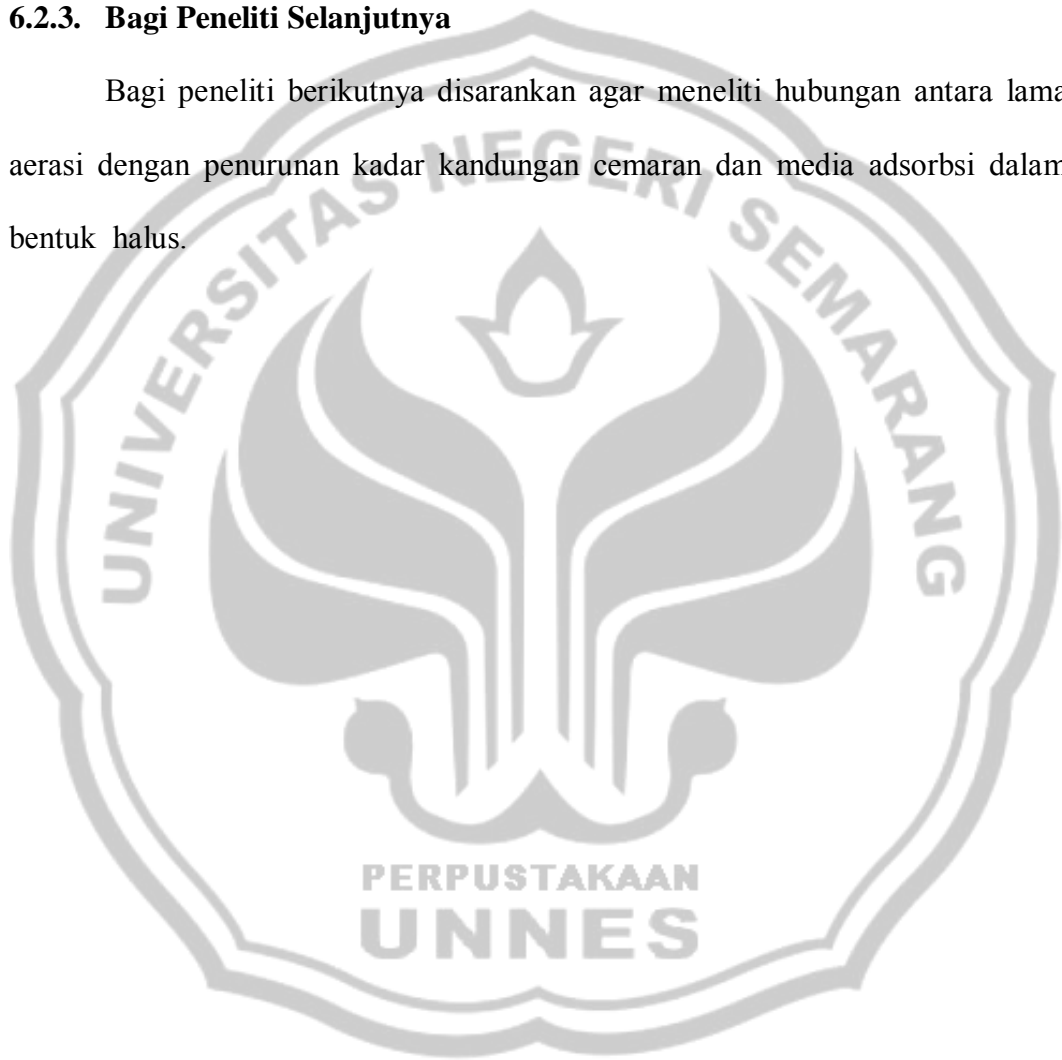 6.2.3. Bagi Peneliti Selanjutnya
Bagi peneliti berikutnya disarankan agar meneliti hubungan antara lama
aerasi dengan penurunan kadar kandungan cemaran dan media adsorbsi dalam
bentuk halus.
UNIVERSITAS NEGERI SEMARANG
PERPUSTAKAAN
UNNES